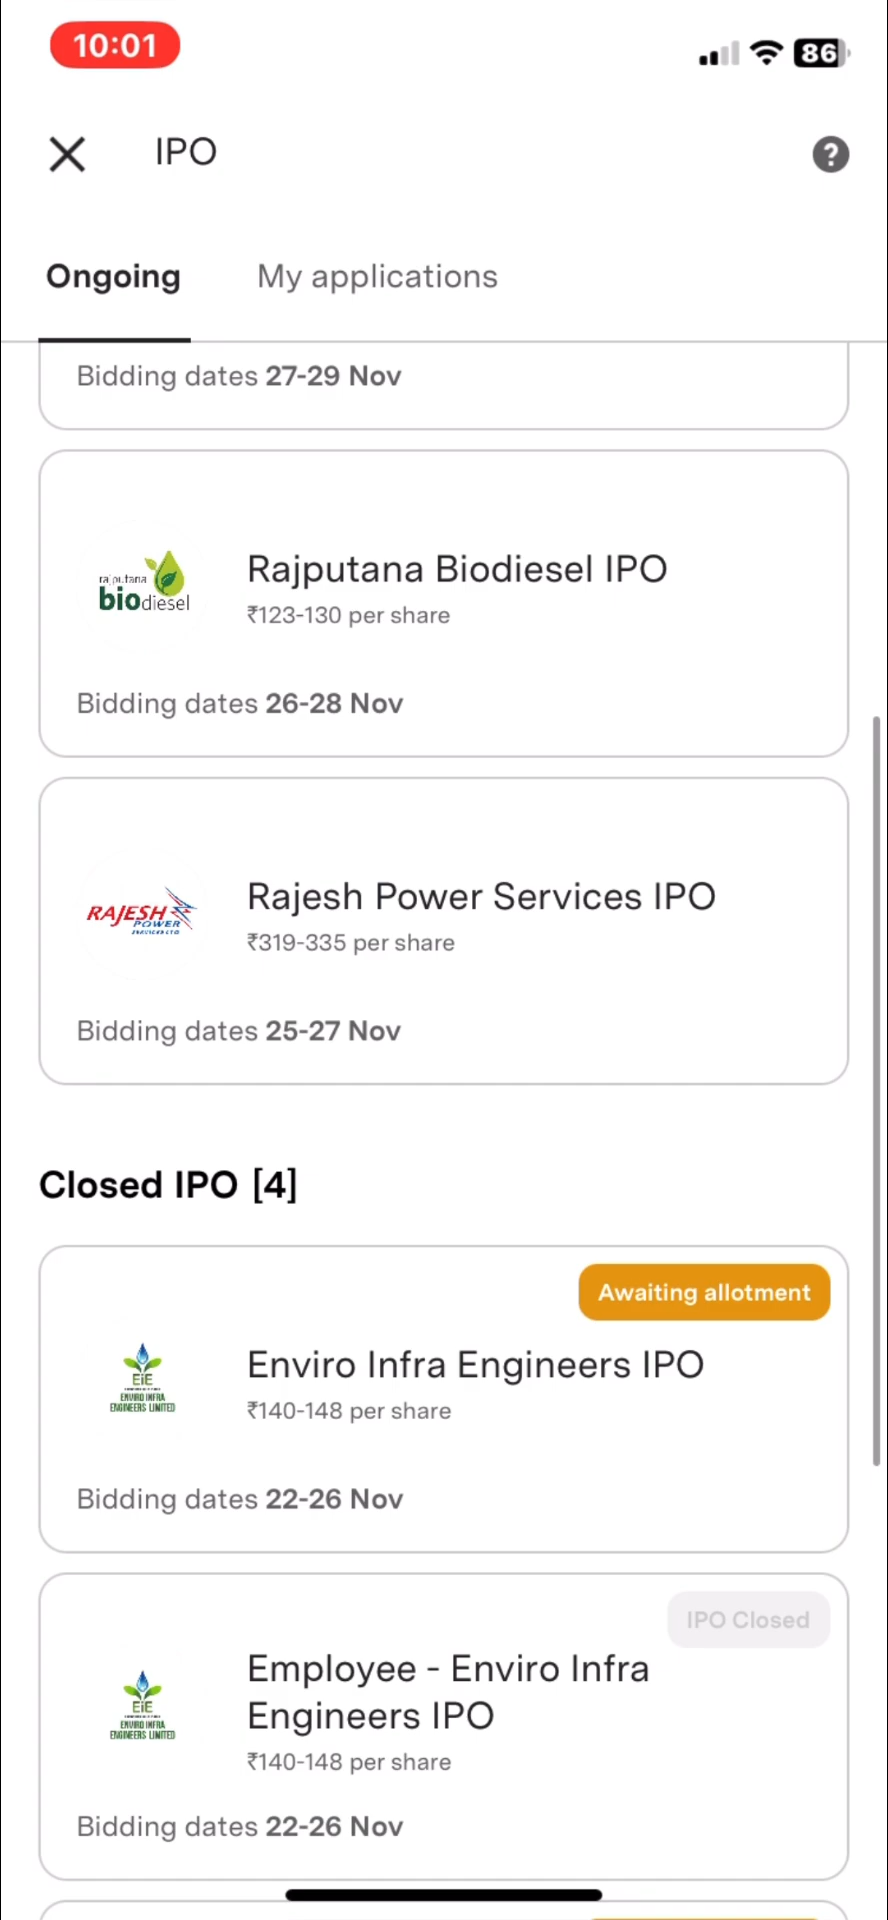 10:01
86
IPO
?
Ongoing
My applications
Bidding dates 27-29 Nov
rajputana
biodiesel
Rajputana Biodiesel IPO
₹123-130 per share
Bidding dates 26-28 Nov
RAJESH
POWER
SERVICES LTD
Rajesh Power Services IPO
₹319-335 per share
Bidding dates 25-27 Nov
Closed IPO [4]
Awaiting allotment
EiE
ENVIRO INFRA
ENGINEERS LIMITED
Enviro Infra Engineers IPO
₹140-148 per share
Bidding dates 22-26 Nov
IPO Closed
EiE
ENVIRO INFRA
ENGINEERS LIMITED
Employee - Enviro Infra
Engineers IPO
₹140-148 per share
Bidding dates 22-26 Nov